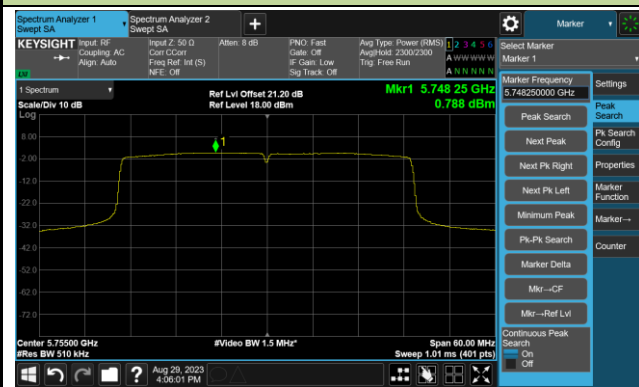 Spectrum Analyzer 1
Swept SA
Spectrum Analyzer 2
Swept SA
+
Marker
KEYSIGHT
Input: RF
Coupling: AC
Align: Auto
Input Z: 50 Ω
Corr CCorr
Freq Ref: Int (S)
NFE: Off
Atten: 8 dB
PNO: Fast
Gate: Off
IF Gain: Low
Sig Track: Off
Avg Type: Power (RMS)
Avg|Hold: 2300/2300
Trig: Free Run
1 2 3 4 5 6
A W W W W W
A N N N N N
LXI
Select Marker
Marker 1
1 Spectrum
Scale/Div 10 dB
Ref Lvl Offset 21.20 dB
Ref Level 18.00 dBm
Mkr1 5.748 25 GHz
0.788 dBm
Log
8.00
-2.00
-12.0
-22.0
-32.0
-42.0
-52.0
-62.0
-72.0
1
Center 5.75500 GHz
#Res BW 510 kHz
#Video BW 1.5 MHz*
Span 60.00 MHz
Sweep 1.01 ms (401 pts)
Marker Frequency
5.748250000 GHz
Peak Search
Next Peak
Next Pk Right
Next Pk Left
Minimum Peak
Pk-Pk Search
Marker Delta
Mkr→CF
Mkr→Ref Lvl
Continuous Peak
Search
On
Off
Settings
Peak
Search
Pk Search
Config
Properties
Marker
Function
Marker→
Counter
?
Aug 29, 2023
4:06:01 PM